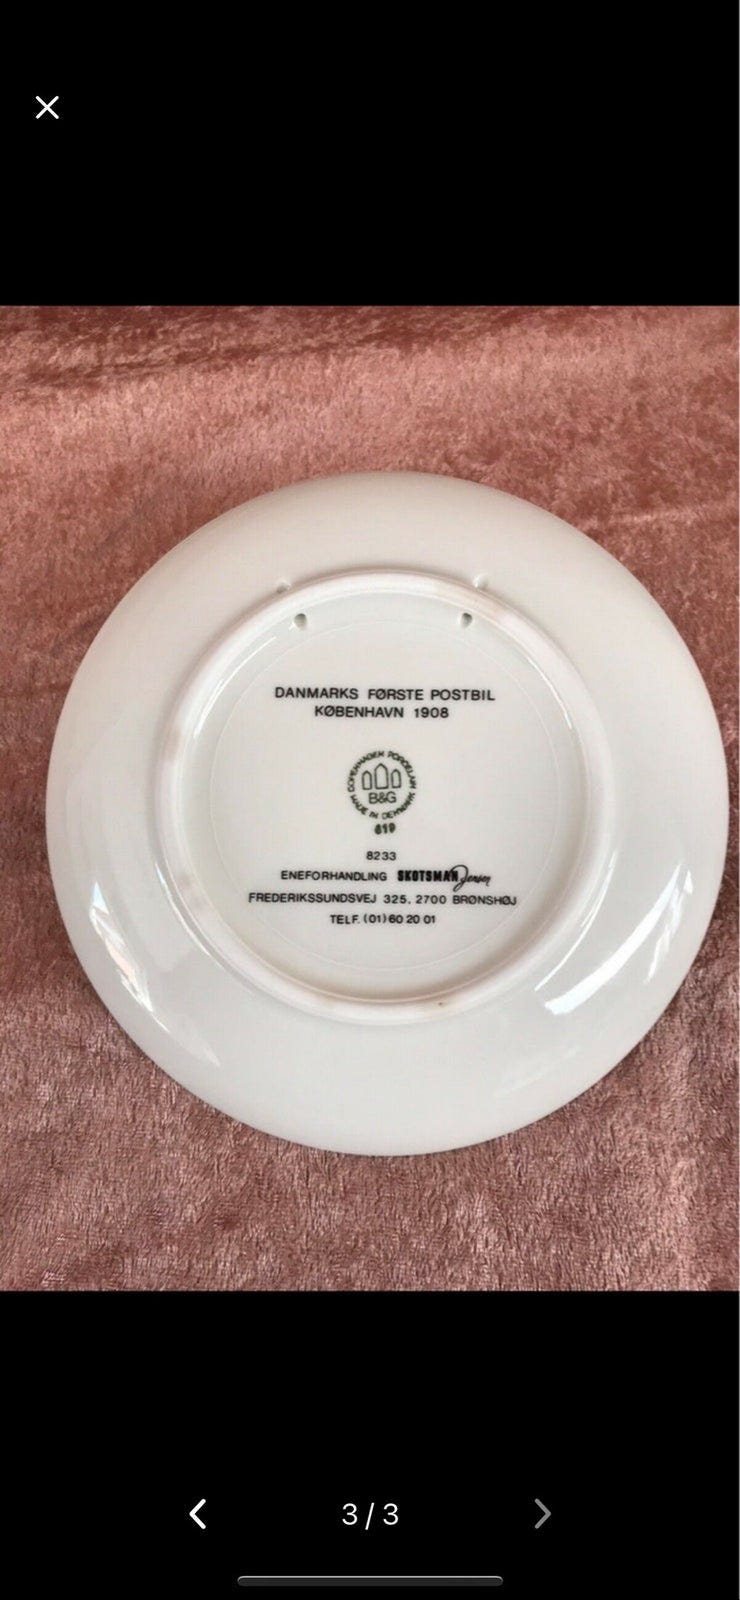 DANMARKS FØRSTE POSTBIL
KØBENHAVN 1908
COPENHAGEN PORCELAIN
B&G
MADE IN DENMARK
619
8233
ENEFORHANDLING SKOTSMAN Jensen
FREDERIKSSUNDSVEJ 325, 2700 BRØNSHØJ
TELF. (01) 60 20 01
3/3